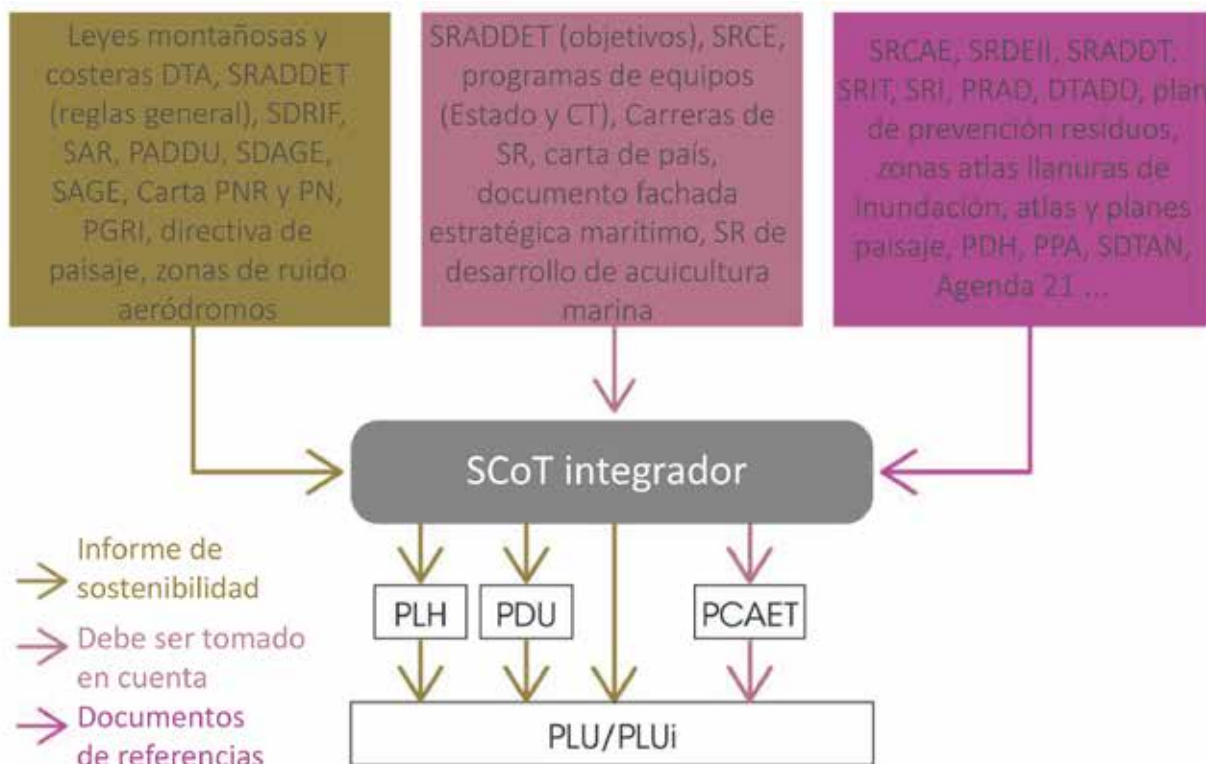 Leyes montañosas y
costeras DTA, SRADDET
(reglas general), SDRIF,
SAR, PADDU, SDAGE,
SAGE, Carta PNR y PN,
PGRI, directiva de
paisaje, zonas de ruido
aeródromos
SRADDET (objetivos), SRCE,
programas de equipos
(Estado y CT), Carreras de
SR, carta de país,
documento fachada
estratégica marítimo, SR de
desarrollo de acuicultura
marina
SRCAE, SRDEII, SRADDT,
SRIT, SRI, PRAD, DTADD, plan
de prevención residuos,
zonas atlas llanuras de
inundación, atlas y planes
paisaje, PDH, PPA, SDTAN,
Agenda 21 ...
SCoT integrador
PLH
PDU
PCAET
PLU/PLUi
Informe de
sostenibilidad
Debe ser tomado
en cuenta
Documentos
de referencias